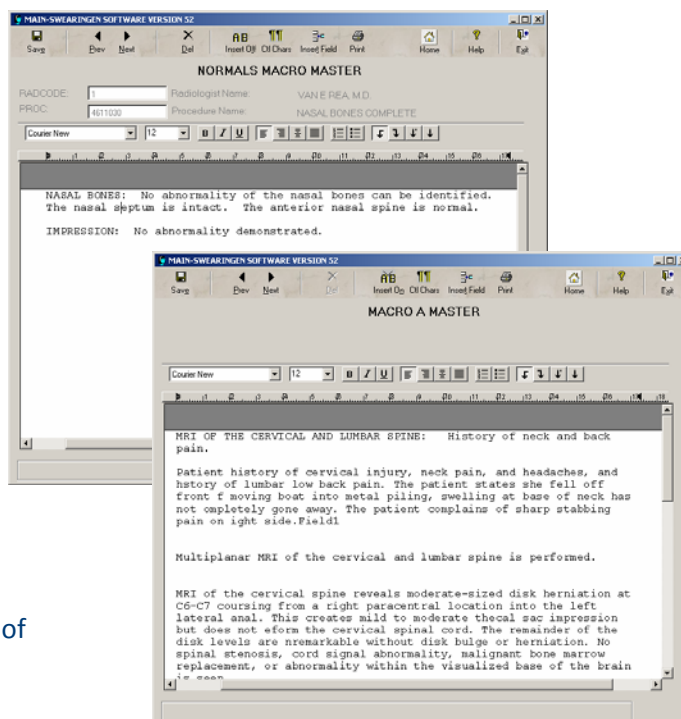 MAIN-SWEARINGEN SOFTWARE VERSION 52
Save Prev Next Del Insert Off Ctl Chars Insert Field Print Home Help Exit
NORMALS MACRO MASTER
RADCODE: 1 Radiologist Name: VAN E REA, M.D.
PROC: 4611030 Procedure Name: NASAL BONES COMPLETE
Courier New 12 B I U
NASAL BONES: No abnormality of the nasal bones can be identified.
The nasal septum is intact. The anterior nasal spine is normal.
IMPRESSION: No abnormality demonstrated.
MAIN-SWEARINGEN SOFTWARE VERSION 52
Save Prev Next Del Insert On Ctl Chars Insert Field Print Home Help Exit
MACRO A MASTER
Courier New 12 B I U
MRI OF THE CERVICAL AND LUMBAR SPINE: History of neck and back
pain.
Patient history of cervical injury, neck pain, and headaches, and
hstory of lumbar low back pain. The patient states she fell off
front f moving boat into metal piling, swelling at base of neck has
not ompletely gone away. The patient complains of sharp stabbing
pain on ight side.Field1
Multiplanar MRI of the cervical and lumbar spine is performed.
MRI of the cervical spine reveals moderate-sized disk herniation at
C6-C7 coursing from a right paracentral location into the left
lateral anal. This creates mild to moderate thecal sac impression
but does not eform the cervical spinal cord. The remainder of the
disk levels are nremarkable without disk bulge or herniation. No
spinal stenosis, cord signal abnormality, malignant bone marrow
replacement, or abnormality within the visualized base of the brain
is seen
of